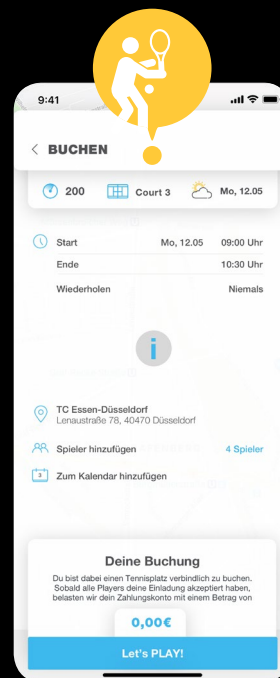 9:41
BUCHEN
200 Court 3 Mo, 12.05
Start Mo, 12.05 09:00 Uhr
Ende 10:30 Uhr
Wiederholen Niemals
i
TC Essen-Düsseldorf
Lenaustraße 78, 40470 Düsseldorf
Spieler hinzufügen 4 Spieler
3 Zum Kalendar hinzufügen
Deine Buchung
Du bist dabei einen Tennisplatz verbindlich zu buchen.
Sobald alle Players deine Einladung akzeptiert haben,
belasten wir dein Zahlungskonto mit einem Betrag von
0,00€
Let's PLAY!